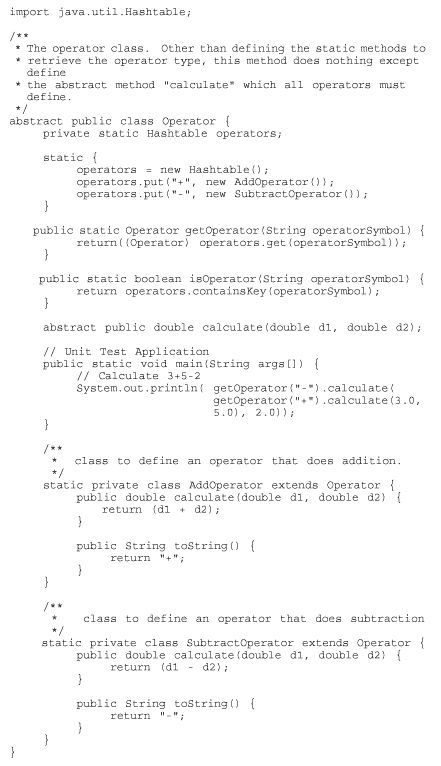 import java.util.Hashtable;
/**
* The operator class. Other than defining the static methods to
* retrieve the operator type, this method does nothing except
define
* the abstract method "calculate" which all operators must
define.
*/
abstract public class Operator {
private static Hashtable operators;
static {
operators = new Hashtable();
operators.put("+", new AddOperator());
operators.put("-", new SubtractOperator());
}
public static Operator getOperator(String operatorSymbol) {
return((Operator) operators.get(operatorSymbol));
}
public static boolean isOperator(String operatorSymbol) {
return operators.containsKey(operatorSymbol);
}
abstract public double calculate(double d1, double d2);
// Unit Test Application
public static void main(String args[]) {
// Calculate 3+5-2
System.out.println( getOperator("-").calculate(
getOperator("+").calculate(3.0,
5.0), 2.0));
}
/**
* class to define an operator that does addition.
*/
static private class AddOperator extends Operator {
public double calculate(double d1, double d2) {
return (d1 + d2);
}
public String toString() {
return "+";
}
}
/**
* class to define an operator that does subtraction
*/
static private class SubtractOperator extends Operator {
public double calculate(double d1, double d2) {
return (d1 - d2);
}
public String toString() {
return "-";
}
}
}